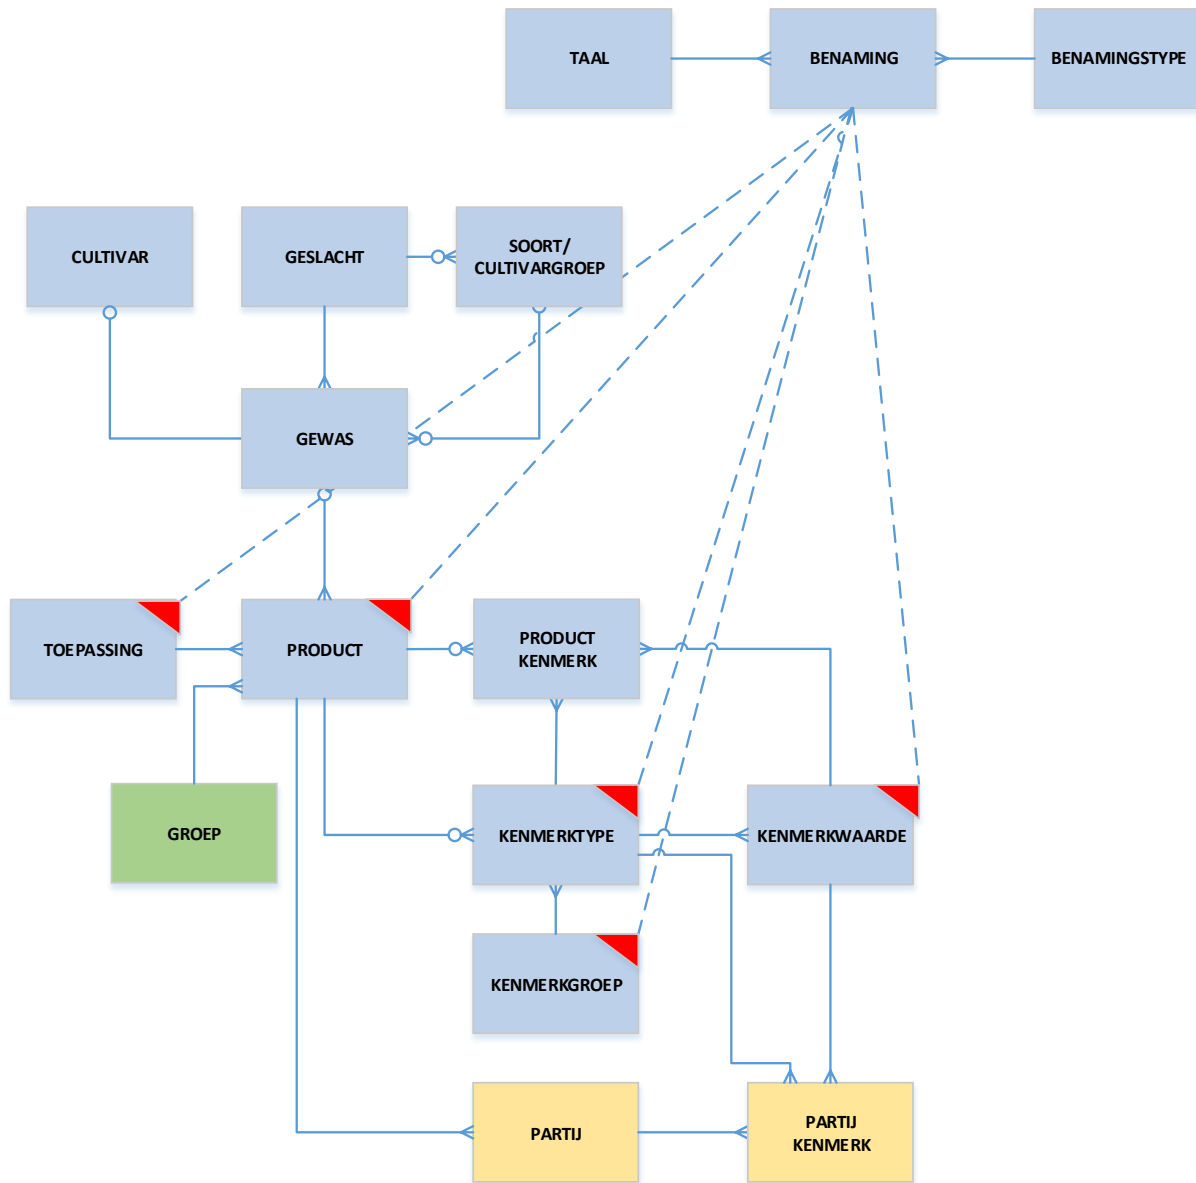 TAAL
BENAMING
BENAMINGSTYPE
CULTIVAR
GESLACHT
SOORT/
CULTIVARGROEP
GEWAS
TOEPASSING
PRODUCT
PRODUCT
KENMERK
GROEP
KENMERKTYPE
KENMERKWAARDE
KENMERKGROEP
PARTIJ
PARTIJ
KENMERK